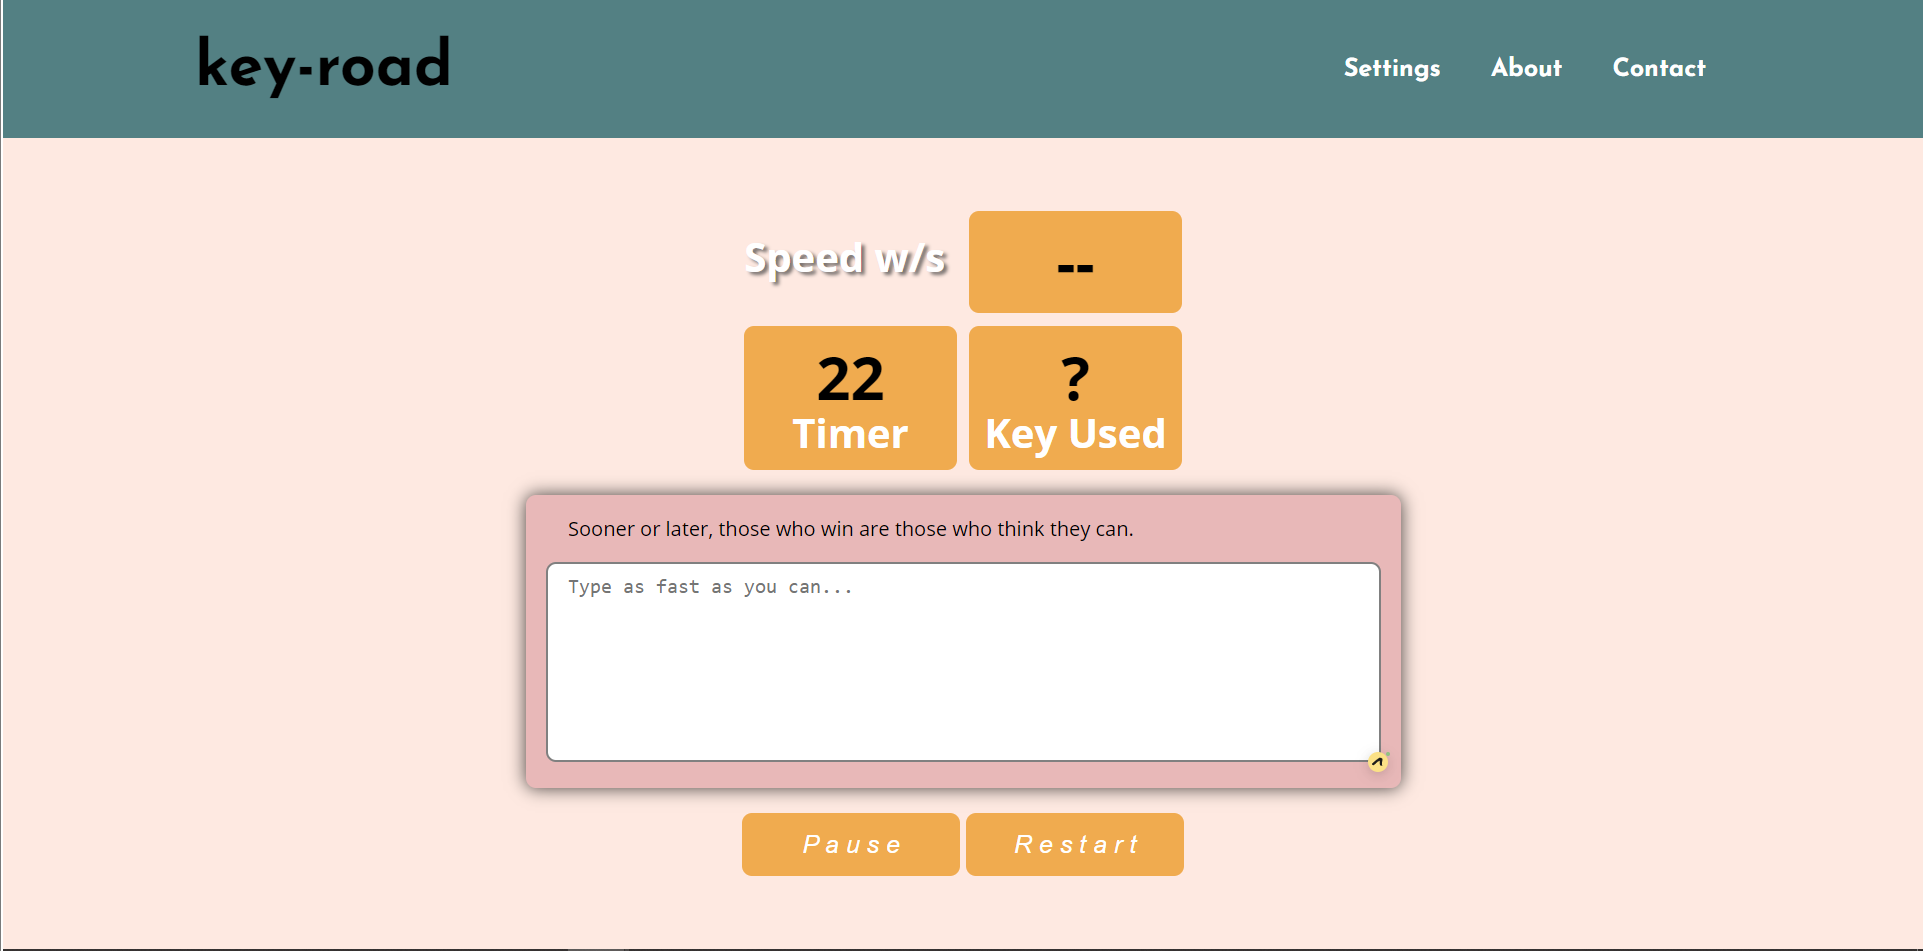 key-road
Settings About Contact
Speed w/s
--
22
Timer
?
Key Used
Sooner or later, those who win are those who think they can.
Type as fast as you can...
Pause
Restart